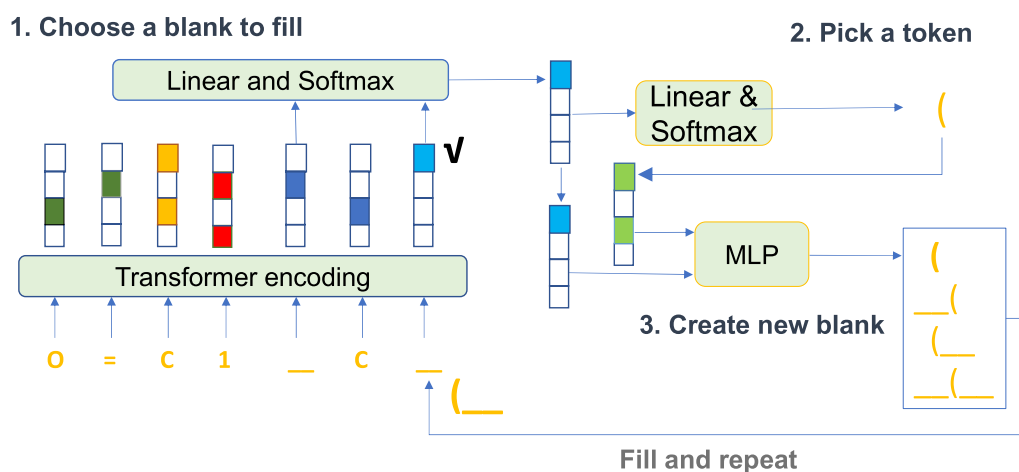 1. Choose a blank to fill
2. Pick a token
Linear and Softmax
Linear &
Softmax
(
√
Transformer encoding
MLP
(
__(
(__
__(__
3. Create new blank
O = C 1 __ C __
(__
Fill and repeat